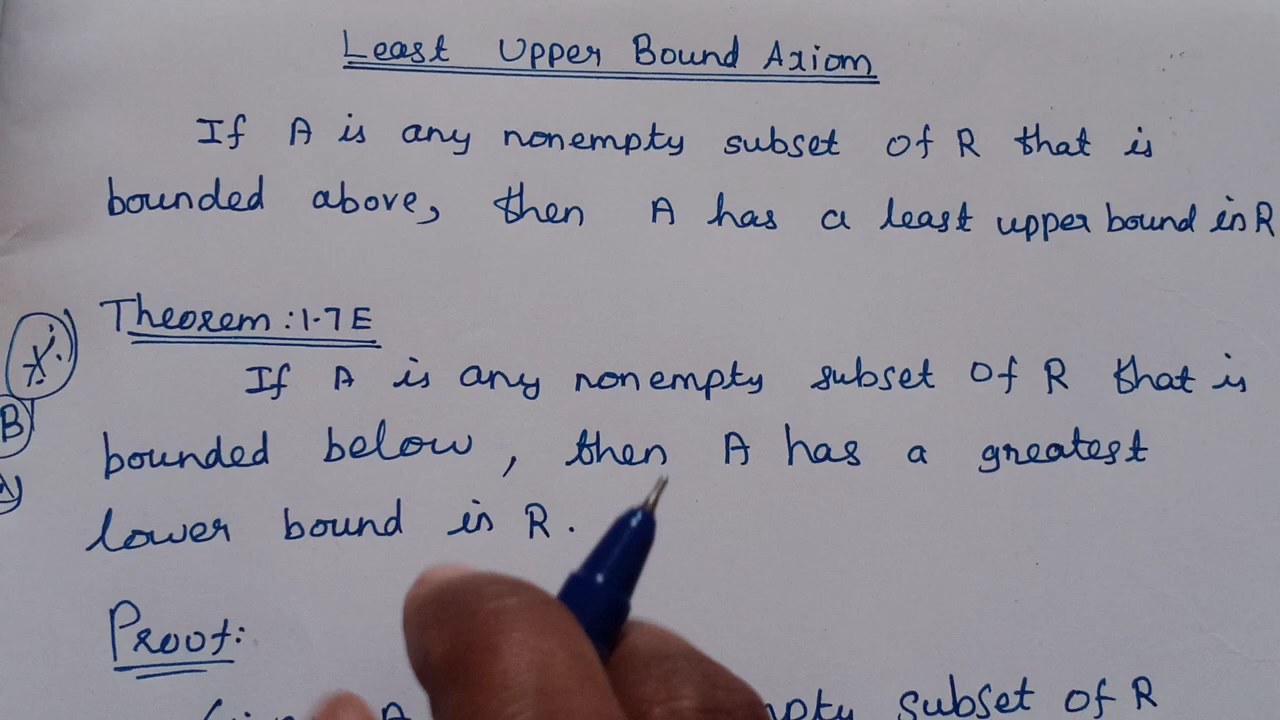 Least Upper Bound Axiom
If A is any nonempty subset of R that is
bounded above, then A has a least upper bound in R
Theorem: 1.7E
If A is any nonempty subset of R that is
B
bounded below, then A has a greatest
lower bound in R.
Proof:
A subset of R